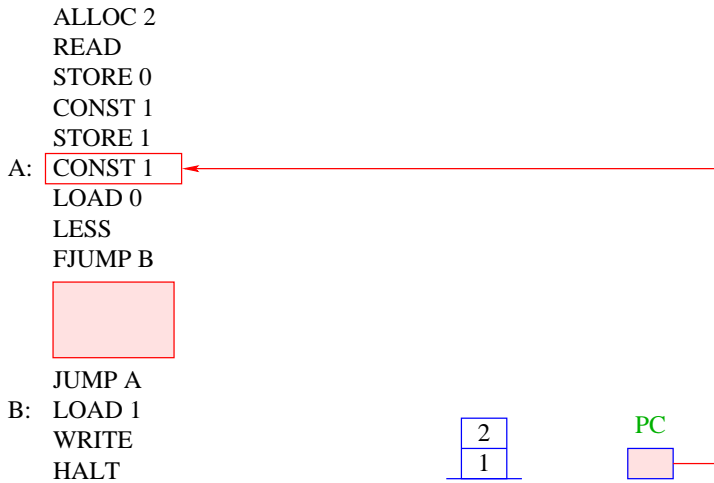 ALLOC 2
READ
STORE 0
CONST 1
STORE 1
A: CONST 1
LOAD 0
LESS
FJUMP B
JUMP A
B: LOAD 1
WRITE
HALT
2
1
PC